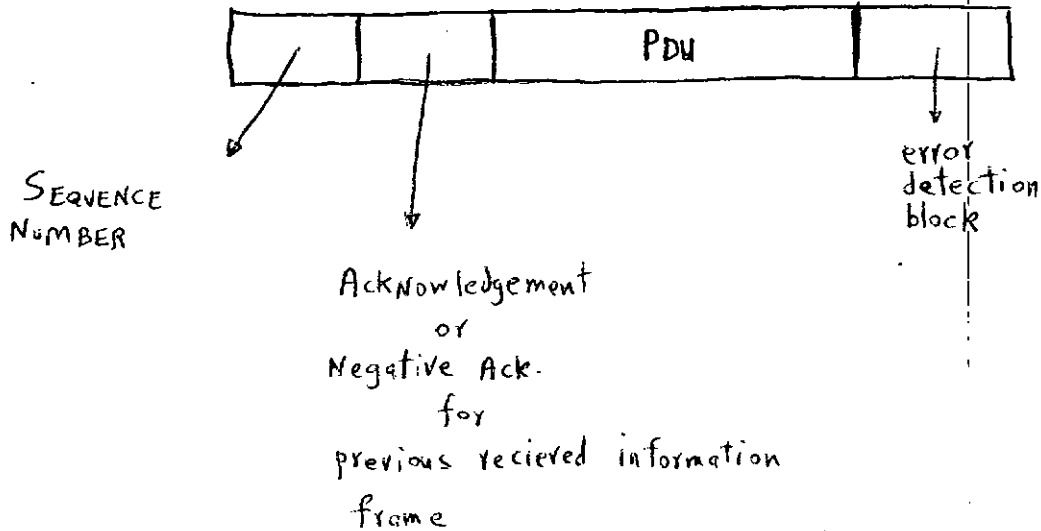 PDU
SEQUENCE
NUMBER
error
detection
block
Acknowledgement
or
Negative Ack.
for
previous recieved information
frame